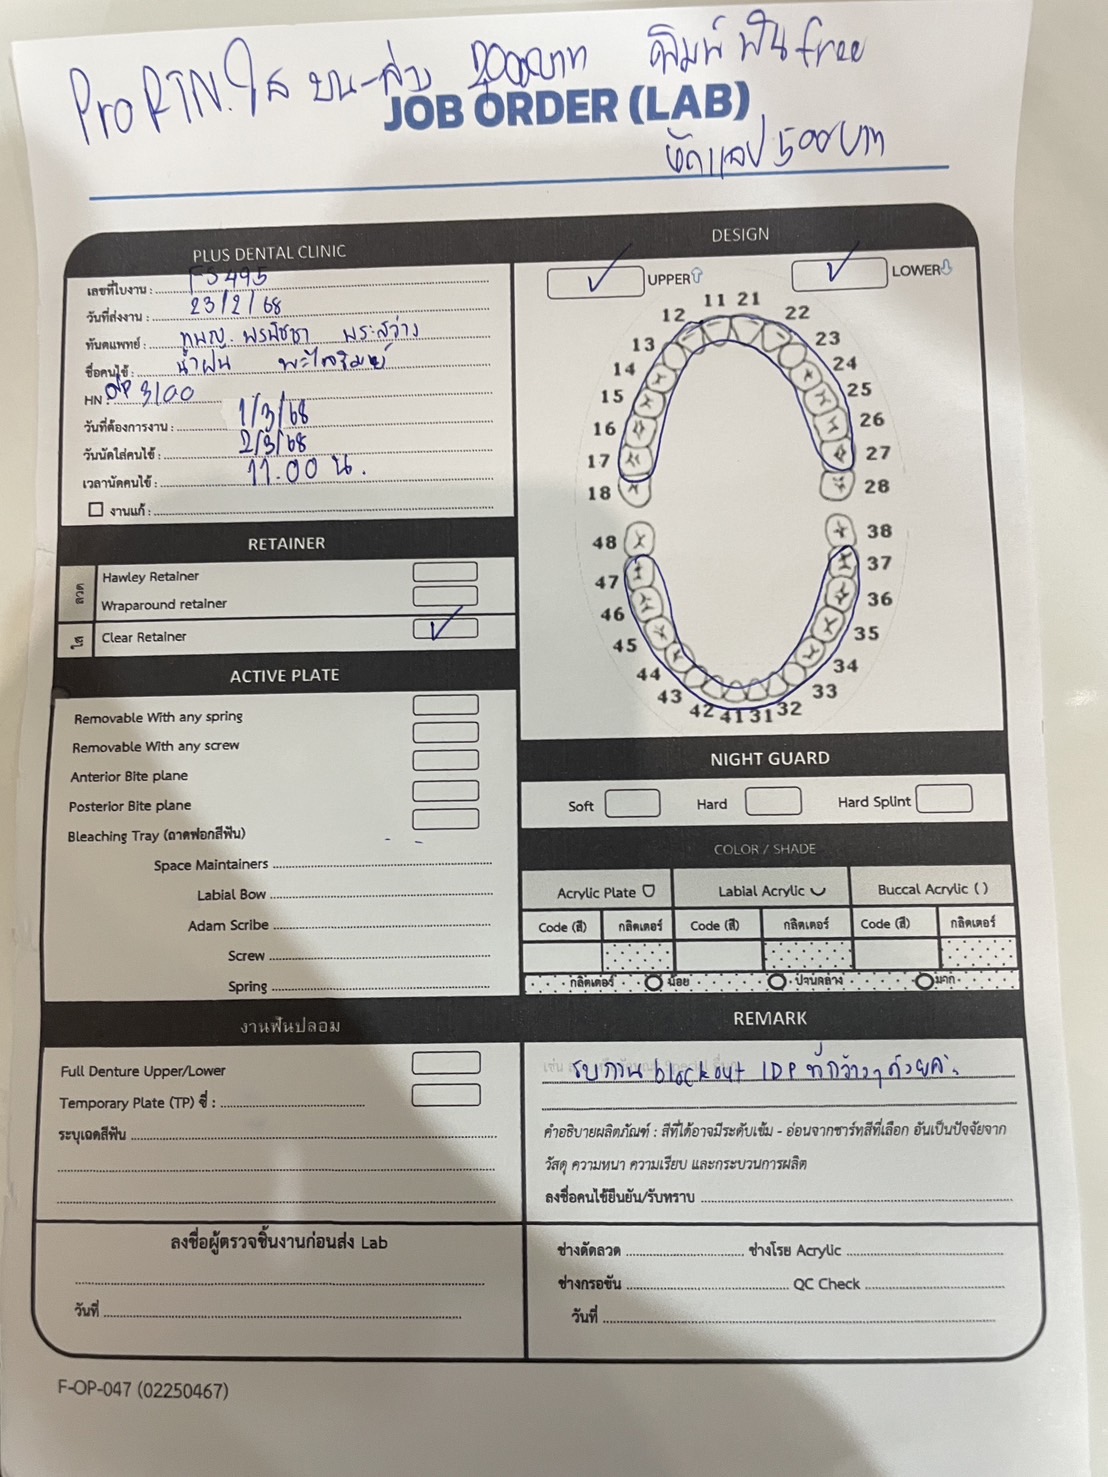 Pro RTN. ใส บน-ล่าง พิมพ์ฟัน free
JOB ORDER (LAB)
500 บาท
PLUS DENTAL CLINIC
เลขที่ใบงาน : FS495
วันที่ส่งงาน : 23/2/68
ทันตแพทย์ : ทพญ. พรพิชชา พระสว่าง
ชื่อคนไข้ : น้ำฝน
HN : 3100
วันที่ต้องการงาน : 1/3/68
วันนัดใส่คนไข้ : 2/3/68
เวลานัดคนไข้ : 11.00 น.
งานแก้ :
RETAINER
ลวด
Hawley Retainer
Wraparound retainer
ใส
Clear Retainer
ACTIVE PLATE
Removable With any spring
Removable With any screw
Anterior Bite plane
Posterior Bite plane
Bleaching Tray (ถาดฟอกสีฟัน)
Space Maintainers
Labial Bow
Adam Scribe
Screw
Spring
งานฟันปลอม
Full Denture Upper/Lower
Temporary Plate (TP) ซี่ :
ระบุเฉดสีฟัน
ลงชื่อผู้ตรวจชิ้นงานก่อนส่ง Lab
วันที่
DESIGN
UPPER
LOWER
11 21
12 22
13 23
14 24
15 25
16 26
17 27
18 28
48 38
47 37
46 36
45 35
44 34
43 33
42 41 31 32
NIGHT GUARD
Soft Hard Hard Splint
COLOR / SHADE
Acrylic Plate Labial Acrylic Buccal Acrylic ( )
Code (สี) กลิตเตอร์ Code (สี) กลิตเตอร์ Code (สี) กลิตเตอร์
กลิตเตอร์ น้อย ปานกลาง มาก
REMARK
รบกวน blockout IDP ที่กว้างๆด้วยค่ะ
คำอธิบายผลิตภัณฑ์ : สีที่ได้อาจมีระดับเข้ม - อ่อนจากชาร์ทสีที่เลือก อันเป็นปัจจัยจาก
วัสดุ ความหนา ความเรียบ และกระบวนการผลิต
ลงชื่อคนไข้ยืนยัน/รับทราบ
ช่างดัดลวด ช่างโรย Acrylic
ช่างกรอขัน QC Check
วันที่
F-OP-047 (02250467)